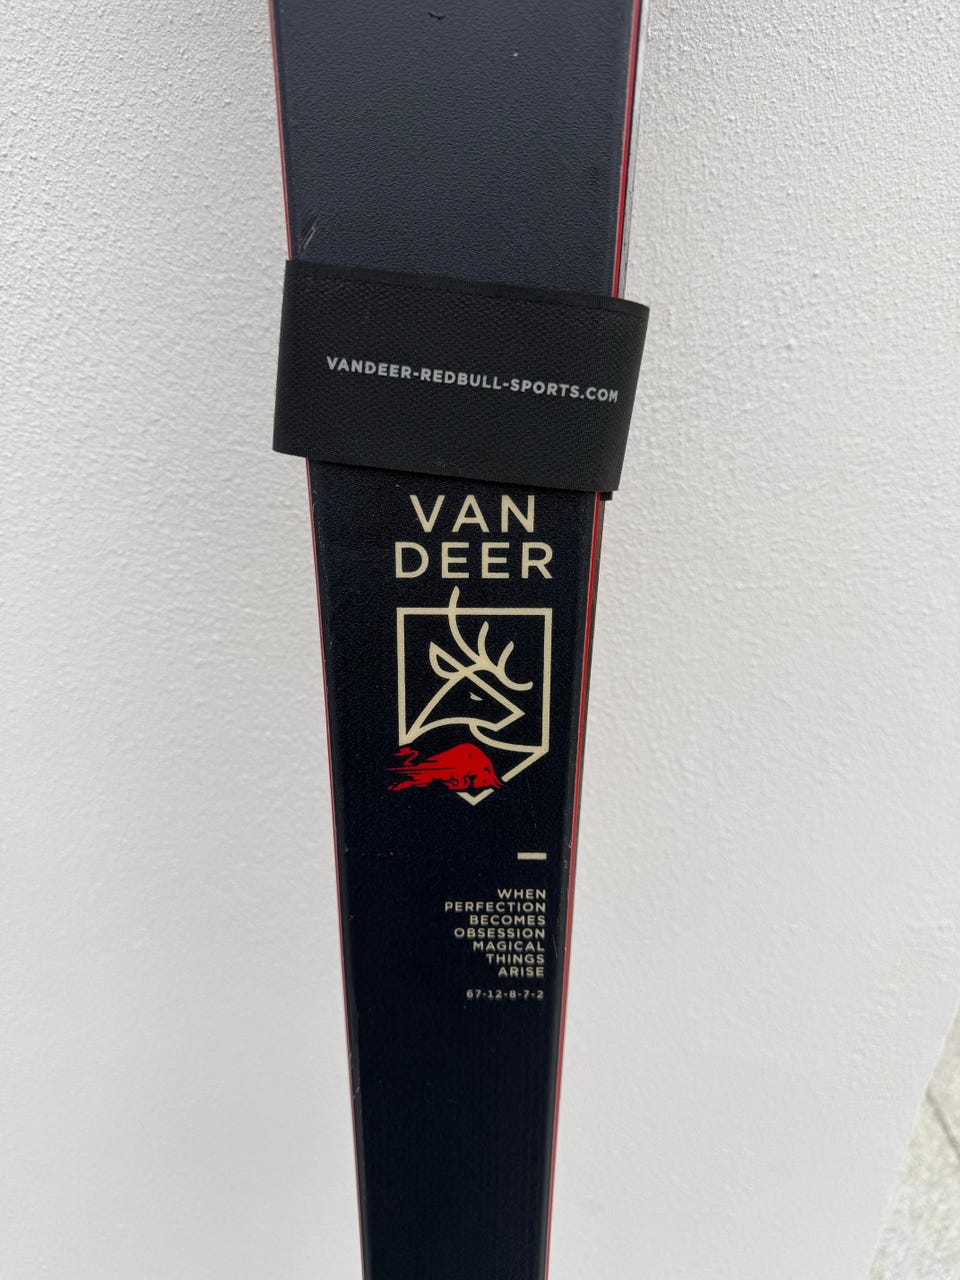 VANDEER-REDBULL-SPORTS.COM
VAN
DEER
WHEN
PERFECTION
BECOMES
OBSESSION
MAGICAL
THINGS
ARISE
67-12-8-7-2